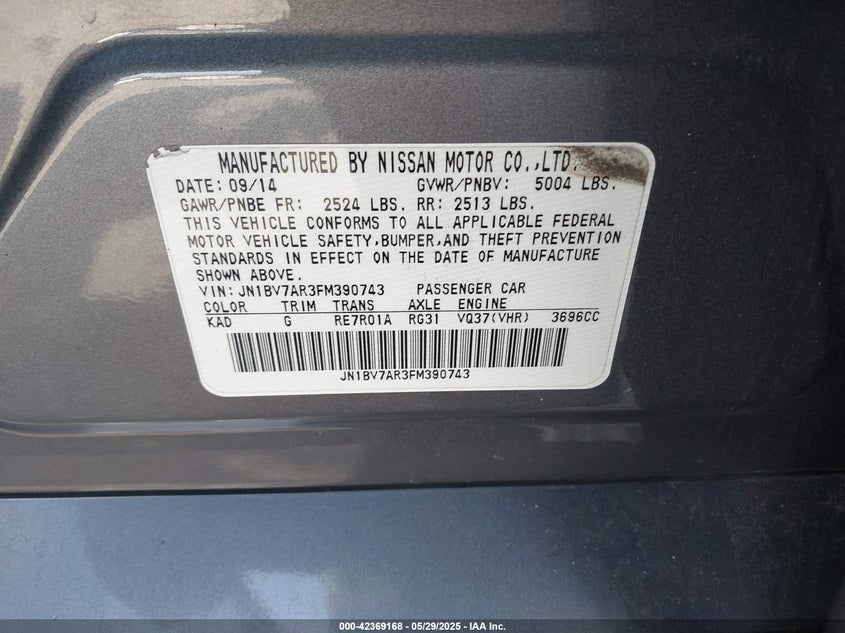 MANUFACTURED BY NISSAN MOTOR CO.,LTD.
DATE: 09/14 GVWR/PNBV: 5004 LBS.
GAWR/PNBE FR: 2524 LBS. RR: 2513 LBS.
THIS VEHICLE CONFORMS TO ALL APPLICABLE FEDERAL
MOTOR VEHICLE SAFETY,BUMPER,AND THEFT PREVENTION
STANDARDS IN EFFECT ON THE DATE OF MANUFACTURE
SHOWN ABOVE.
VIN: JN1BV7AR3FM390743 PASSENGER CAR
COLOR TRIM TRANS AXLE ENGINE
KAD G RE7R01A RG31 VQ37(VHR) 3696CC
JN1BV7AR3FM390743
000-42369168 - 05/29/2025 - IAA Inc.